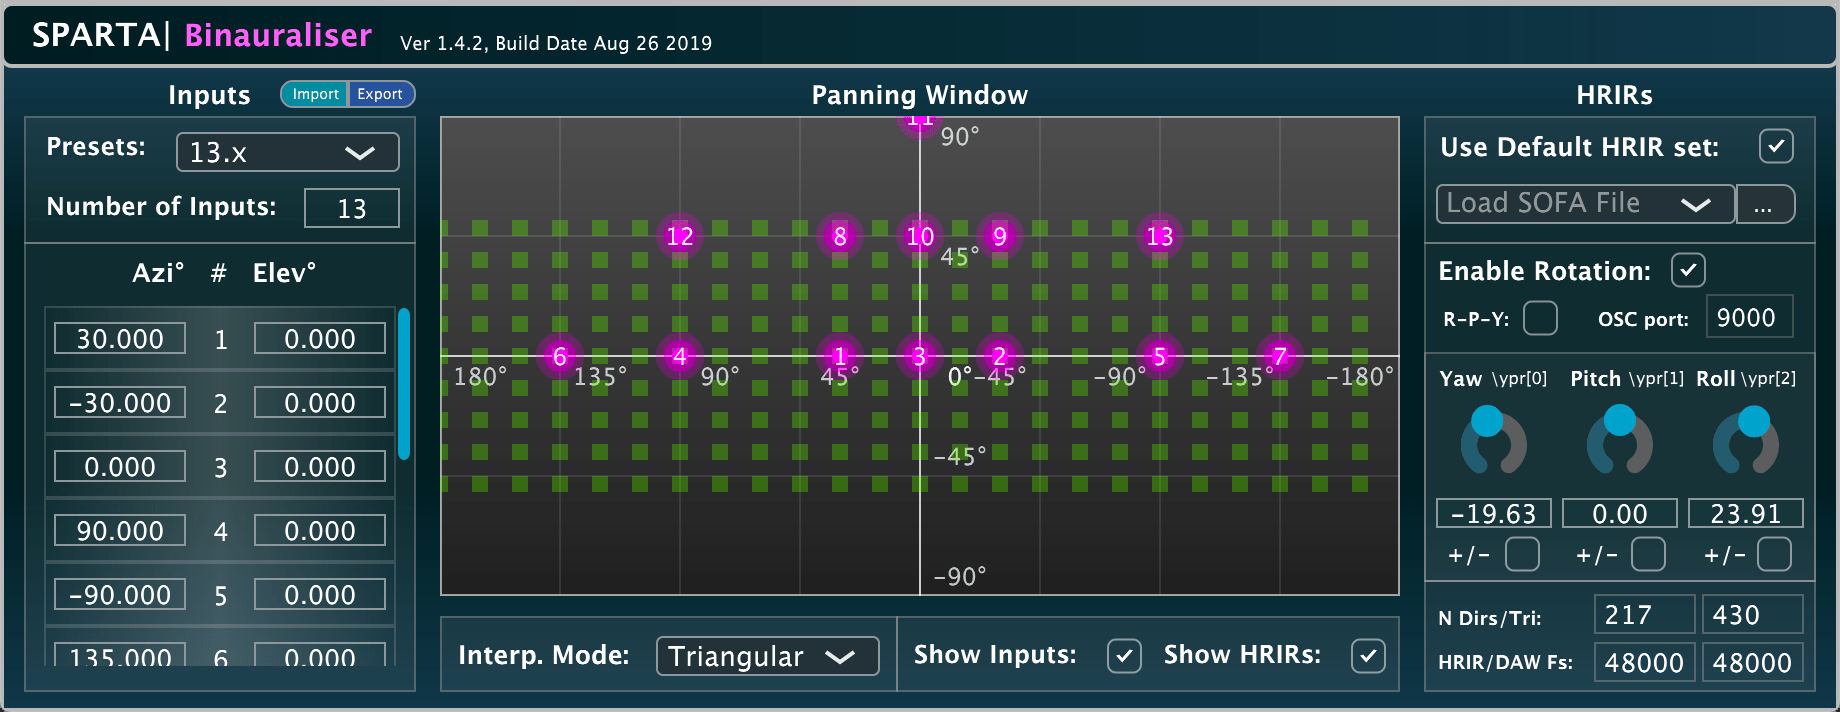 SPARTA| Binauraliser Ver 1.4.2, Build Date Aug 26 2019
Inputs Import Export
Presets: 13.x
Number of Inputs: 13
Azi° # Elev°
30.000 1 0.000
−30.000 2 0.000
0.000 3 0.000
90.000 4 0.000
−90.000 5 0.000
135.000 6 0.000
Panning Window
11
90°
12 8 10 9 13
45°
6 4 1 3 2 5 7
180° 135° 90° 45° 0° −45° −90° −135° −180°
−45°
−90°
Interp. Mode: Triangular Show Inputs: Show HRIRs:
HRIRs
Use Default HRIR set:
Load SOFA File ...
Enable Rotation:
R-P-Y: OSC port: 9000
Yaw \ypr[0] Pitch \ypr[1] Roll \ypr[2]
−19.63 0.00 23.91
+/− +/− +/−
N Dirs/Tri: 217 430
HRIR/DAW Fs: 48000 48000